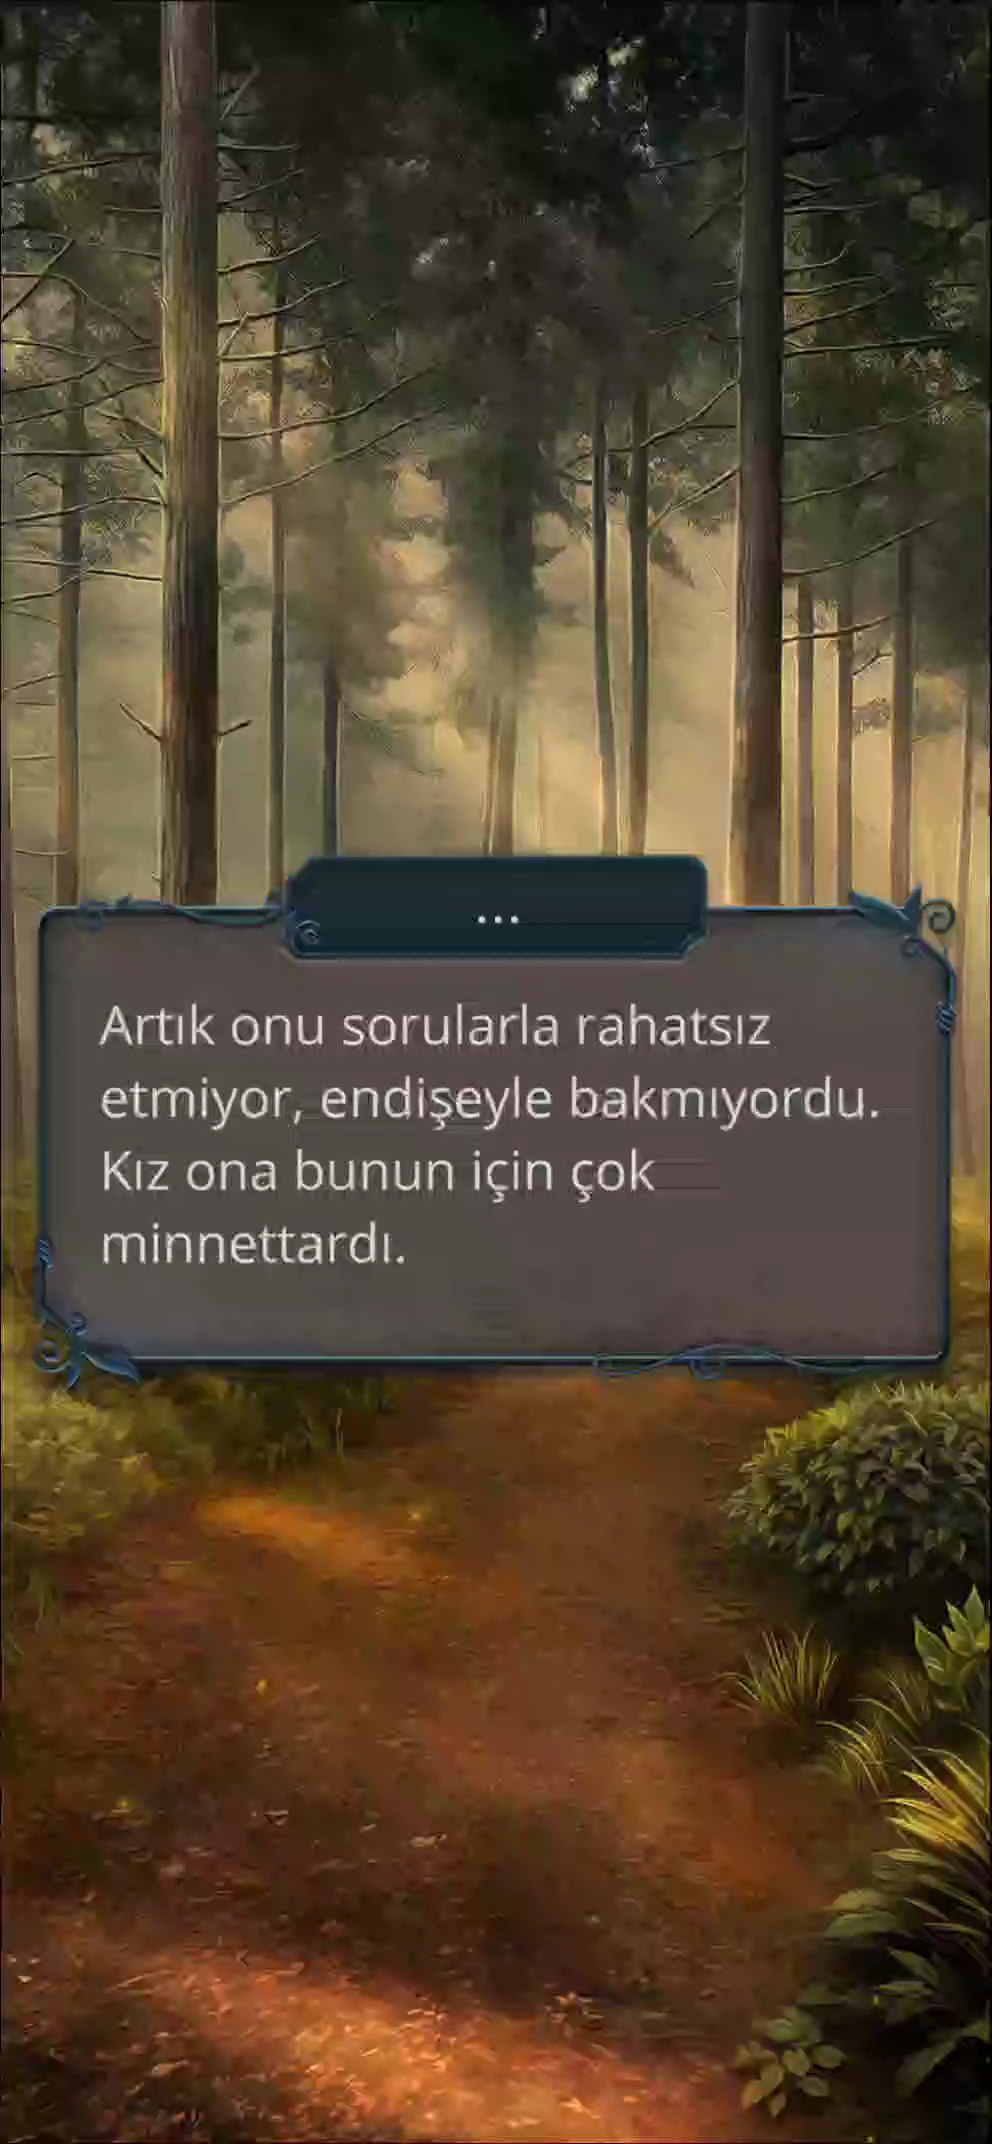 ...
Artık onu sorularla rahatsız
etmiyor, endişeyle bakmıyordu.
Kız ona bunun için çok
minnettardı.